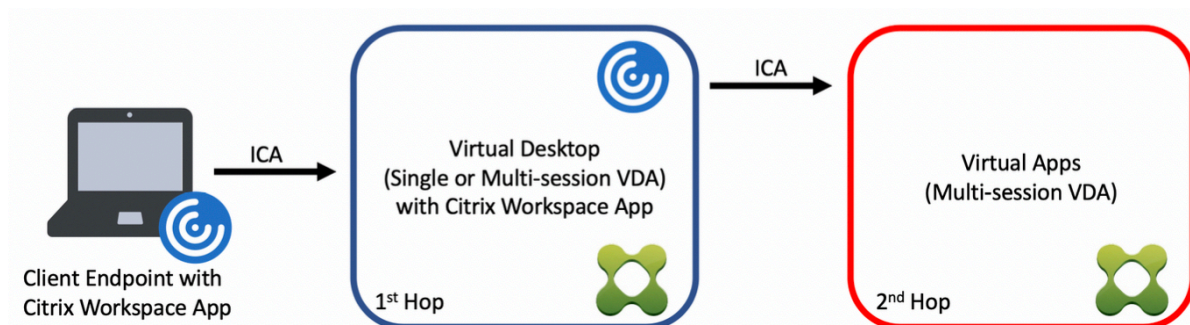 ICA
Client Endpoint with
Citrix Workspace App
Virtual Desktop
(Single or Multi-session VDA)
with Citrix Workspace App
1st Hop
ICA
Virtual Apps
(Multi-session VDA)
2nd Hop